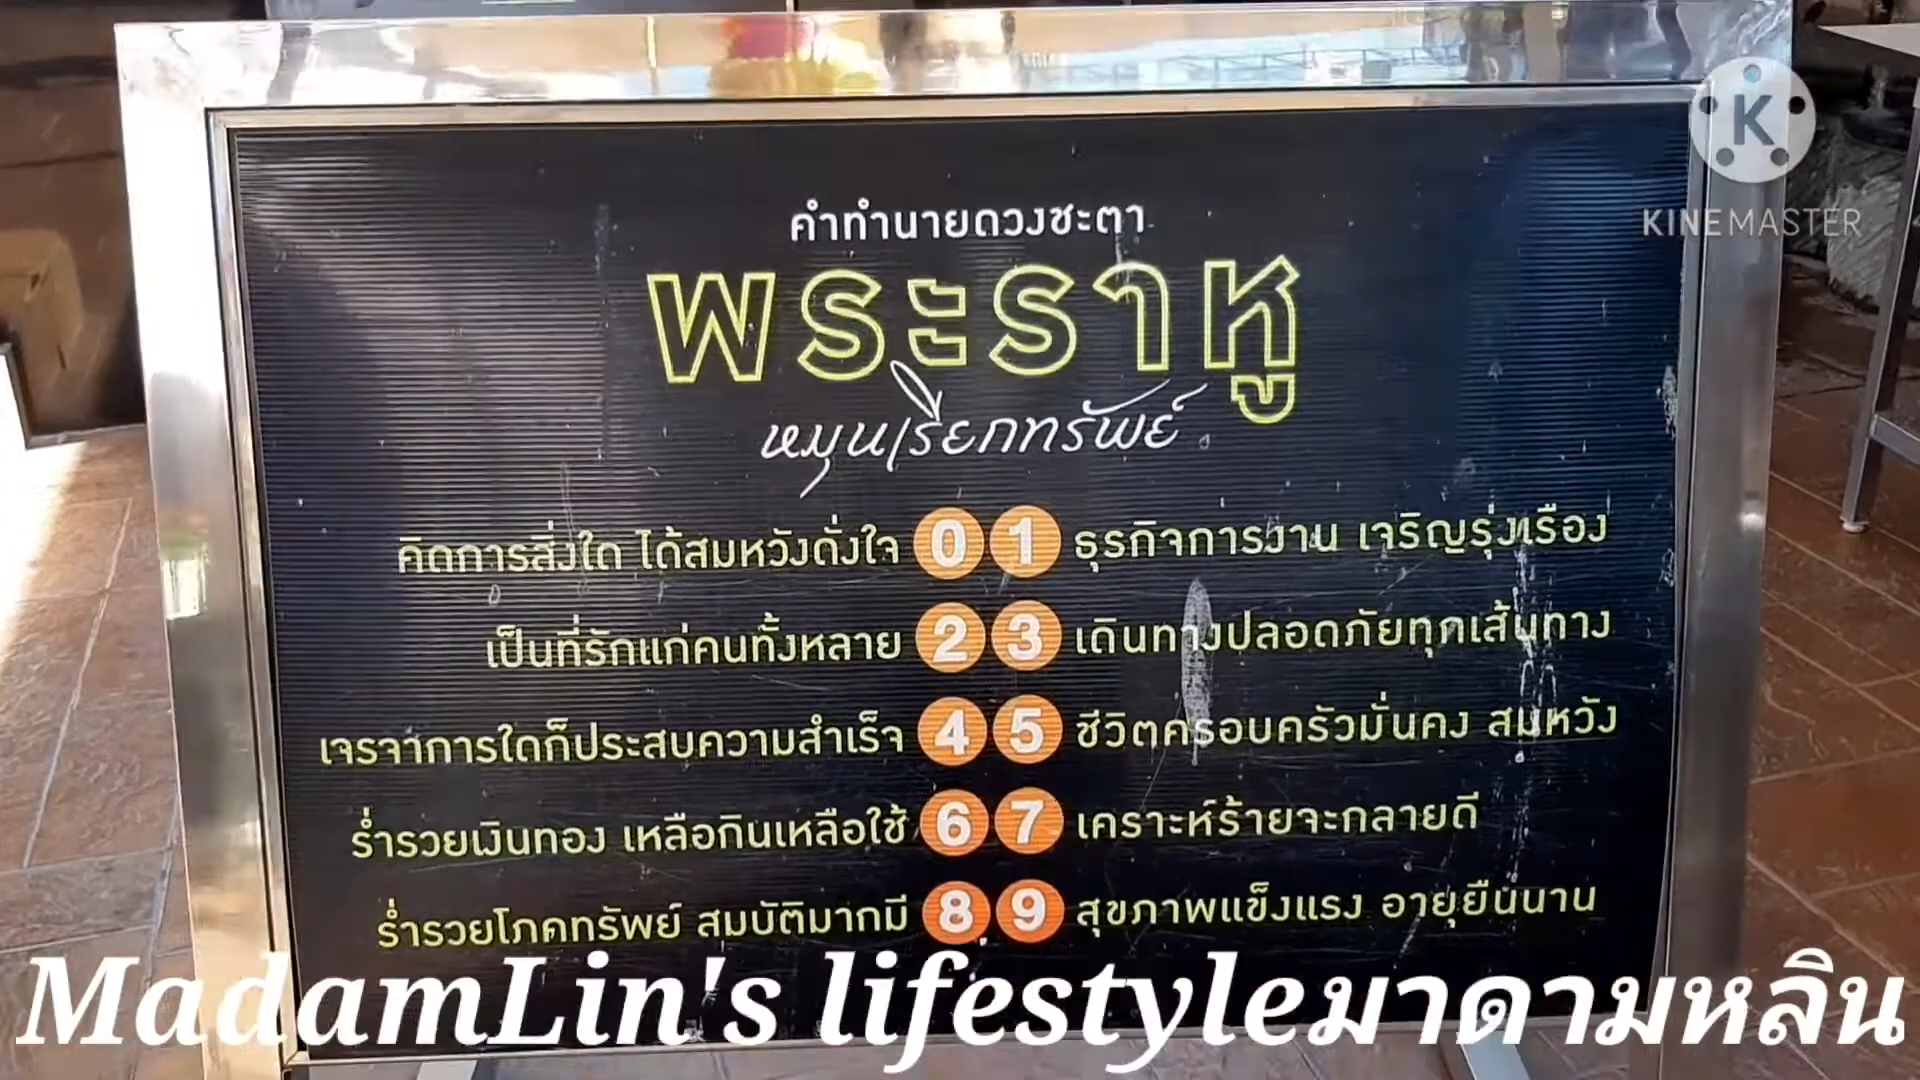 คำทำนายดวงชะตา
พระราหู
หมุนเรียกทรัพย์
คิดการสิ่งใด ได้สมหวังดั่งใจ 0 1 ธุรกิจการงาน เจริญรุ่งเรือง
เป็นที่รักแก่คนทั้งหลาย 2 3 เดินทางปลอดภัยทุกเส้นทาง
เจรจาการใดก็ประสบความสำเร็จ 4 5 ชีวิตครอบครัวมั่นคง สมหวัง
ร่ำรวยเงินทอง เหลือกินเหลือใช้ 6 7 เคราะห์ร้ายจะกลายดี
ร่ำรวยโภคทรัพย์ สมบัติมากมี 8 9 สุขภาพแข็งแรง อายุยืนนาน
K
KINEMASTER
MadamLin's lifestyleมาดามหลิน